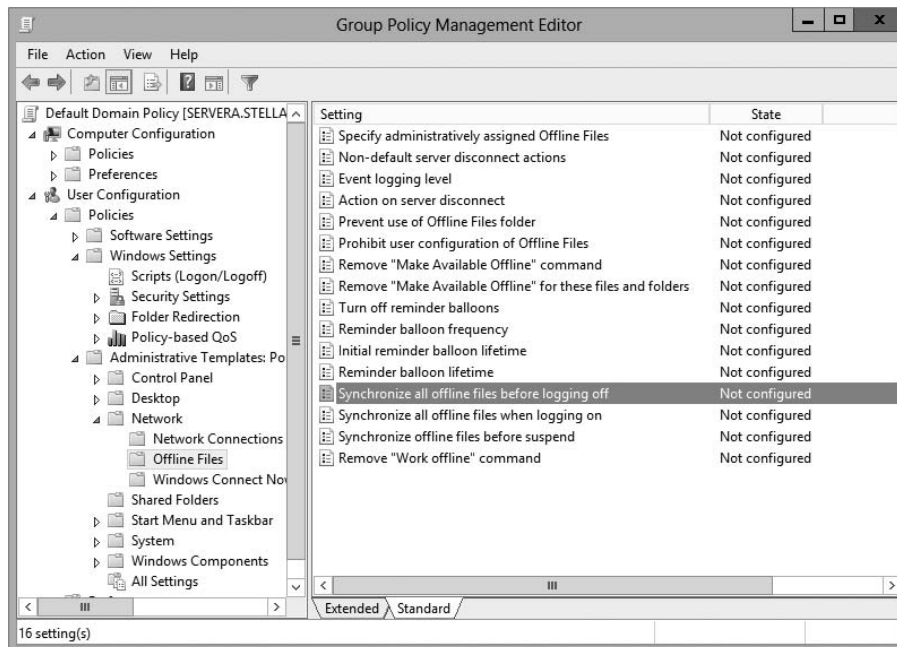 Group Policy Management Editor
File Action View Help
Default Domain Policy [SERVERA.STELLA
Computer Configuration
Policies
Preferences
User Configuration
Policies
Software Settings
Windows Settings
Scripts (Logon/Logoff)
Security Settings
Folder Redirection
Policy-based QoS
Administrative Templates: Po
Control Panel
Desktop
Network
Network Connections
Offline Files
Windows Connect Nov
Shared Folders
Start Menu and Taskbar
System
Windows Components
All Settings
Setting State
Specify administratively assigned Offline Files Not configured
Non-default server disconnect actions Not configured
Event logging level Not configured
Action on server disconnect Not configured
Prevent use of Offline Files folder Not configured
Prohibit user configuration of Offline Files Not configured
Remove "Make Available Offline" command Not configured
Remove "Make Available Offline" for these files and folders Not configured
Turn off reminder balloons Not configured
Reminder balloon frequency Not configured
Initial reminder balloon lifetime Not configured
Reminder balloon lifetime Not configured
Synchronize all offline files before logging off Not configured
Synchronize all offline files when logging on Not configured
Synchronize offline files before suspend Not configured
Remove "Work offline" command Not configured
Extended Standard
16 setting(s)